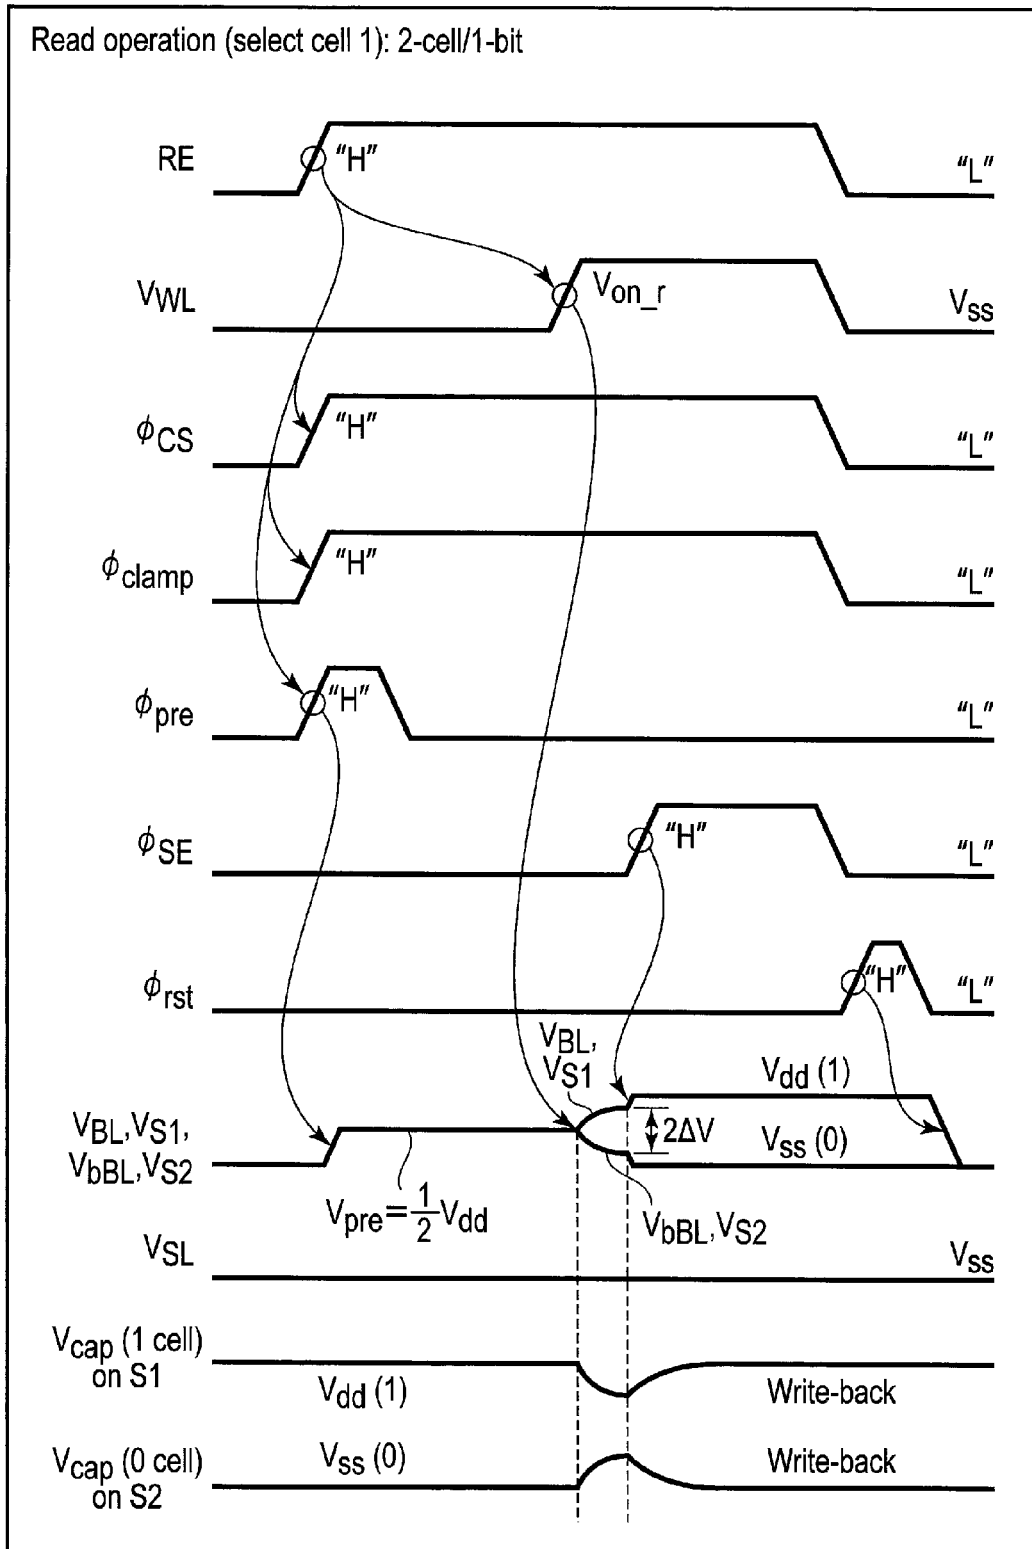 Read operation (select cell 1): 2-cell/1-bit
RE “H” “L”
VWL Von_r Vss
ϕCS “H” “L”
ϕclamp “H” “L”
ϕpre “H” “L”
ϕSE “H” “L”
ϕrst “H” “L”
VBL,
VS1
Vdd (1)
VBL,VS1,
VbBL,VS2
2ΔV
Vss (0)
Vpre=1/2Vdd
VbBL,VS2
VSL Vss
Vcap (1 cell)
on S1
Vdd (1) Write-back
Vcap (0 cell)
on S2
Vss (0) Write-back